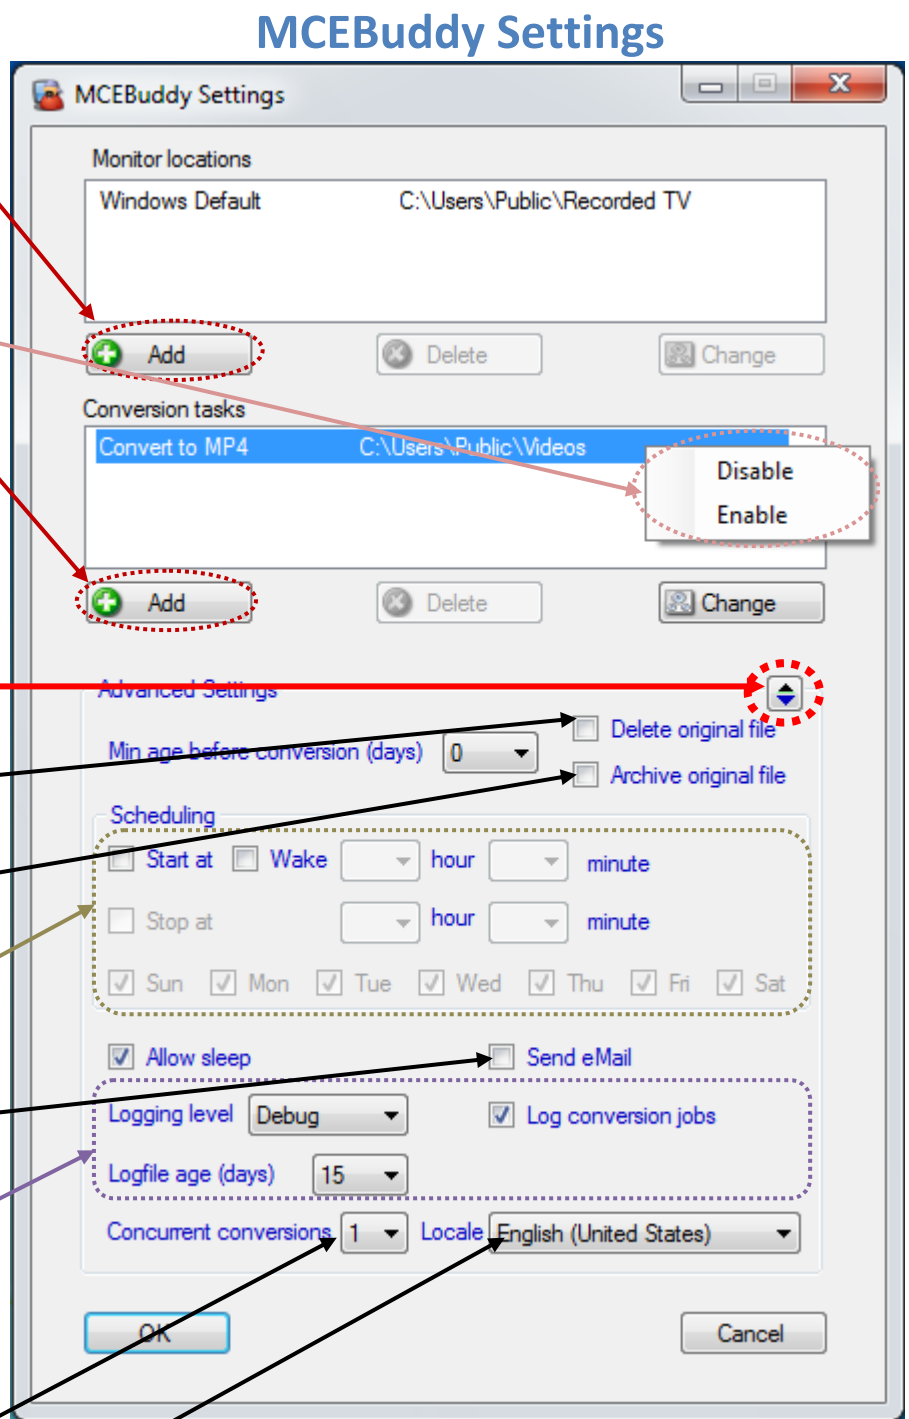 MCEBuddy Settings
MCEBuddy Settings
Monitor locations
Windows Default C:\Users\Public\Recorded TV
Add Delete Change
Conversion tasks
Convert to MP4 C:\Users\Public\Videos
Disable
Enable
Add Delete Change
Advanced Settings
Delete original file
Min age before conversion (days) 0
Archive original file
Scheduling
Start at Wake hour minute
Stop at hour minute
Sun Mon Tue Wed Thu Fri Sat
Allow sleep Send eMail
Logging level Debug Log conversion jobs
Logfile age (days) 15
Concurrent conversions 1 Locale English (United States)
OK Cancel